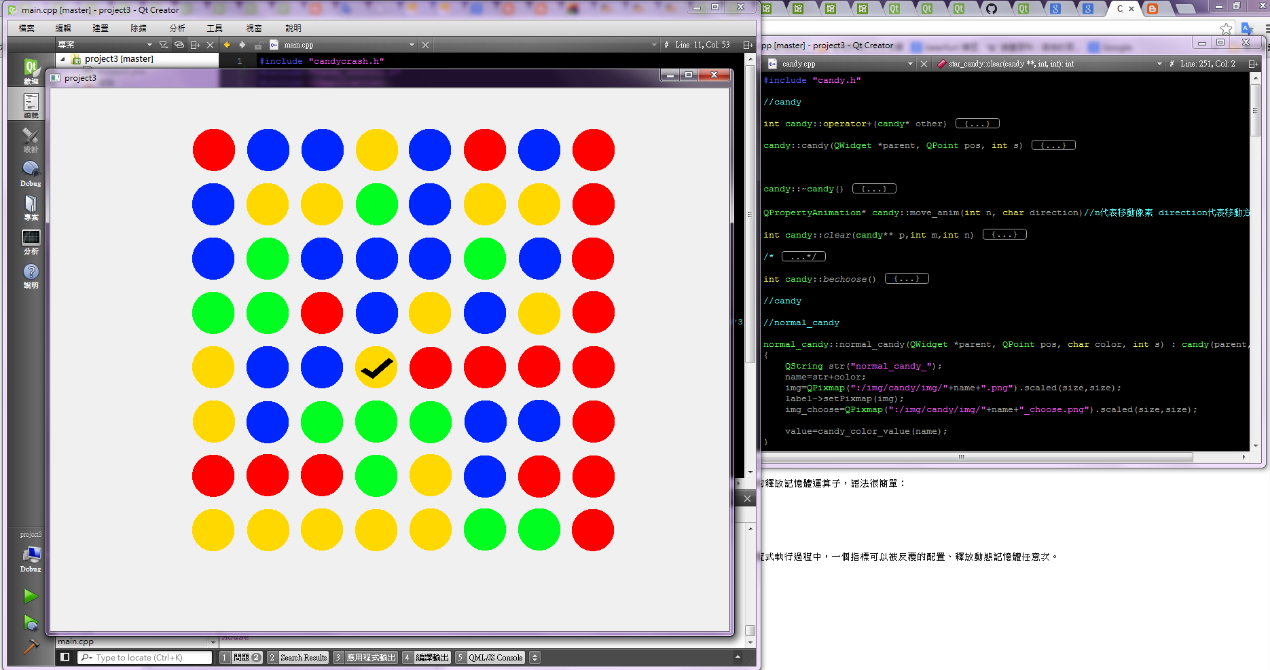 main.cpp [master] - project3 - Qt Creator
檔案 編輯 建置 除錯 分析 工具 視窗 說明
專案
main.cpp
Line: 11, Col: 53
project3 [master]
1 #include "candycrash.h"
project3
歡迎
編輯
設計
Debug
專案
分析
說明
project3
Debug
main.cpp
Type to locate (Ctrl+K)
1 問題 2
2 Search Results
3 應用程式輸出
4 編譯輸出
5 QML/JS Console
pp [master] - project3 - Qt Creator
candy.cpp
star_candy::clear(candy **, int, int): int
Line: 251, Col: 2
#include "candy.h"
//candy
int candy::operator+(candy* other) {...}
candy::candy(QWidget *parent, QPoint pos, int s) {...}
candy::~candy() {...}
QPropertyAnimation* candy::move_anim(int n, char direction)//n代表移動像素 direction代表移動方
int candy::clear(candy** p,int m,int n) {...}
/* ...*/
int candy::bechoose() {...}
//candy
//normal_candy
normal_candy::normal_candy(QWidget *parent, QPoint pos, char color, int s) : candy(parent,
{
QString str("normal_candy_");
name=str+color;
img=QPixmap(":/img/candy/img/"+name+".png").scaled(size,size);
label->setPixmap(img);
img_choose=QPixmap(":/img/candy/img/"+name+"_choose.png").scaled(size,size);
value=candy_color_value(name);
}
釋放記憶體運算子，語法很簡單：
程式執行過程中，一個指標可以被反覆的配置、釋放動態記憶體任意次。